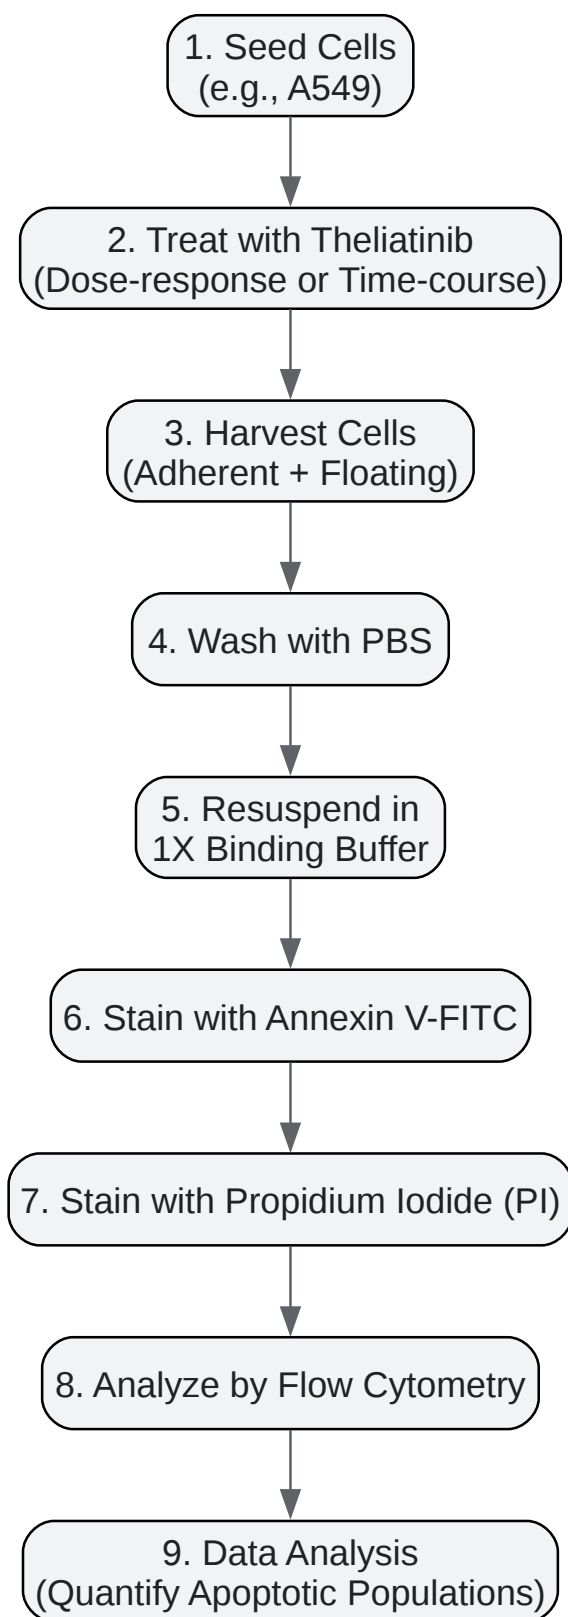 1. Seed Cells
(e.g., A549)
2. Treat with Theliatinib
(Dose-response or Time-course)
3. Harvest Cells
(Adherent + Floating)
4. Wash with PBS
5. Resuspend in
1X Binding Buffer
6. Stain with Annexin V-FITC
7. Stain with Propidium Iodide (PI)
8. Analyze by Flow Cytometry
9. Data Analysis
(Quantify Apoptotic Populations)